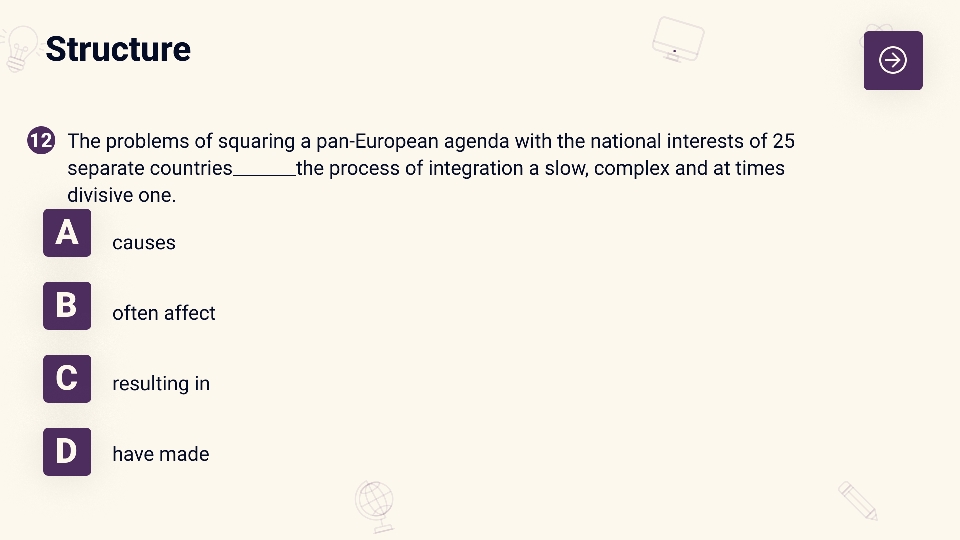 Structure
12 The problems of squaring a pan-European agenda with the national interests of 25
separate countries______the process of integration a slow, complex and at times
divisive one.
A causes
B often affect
C resulting in
D have made